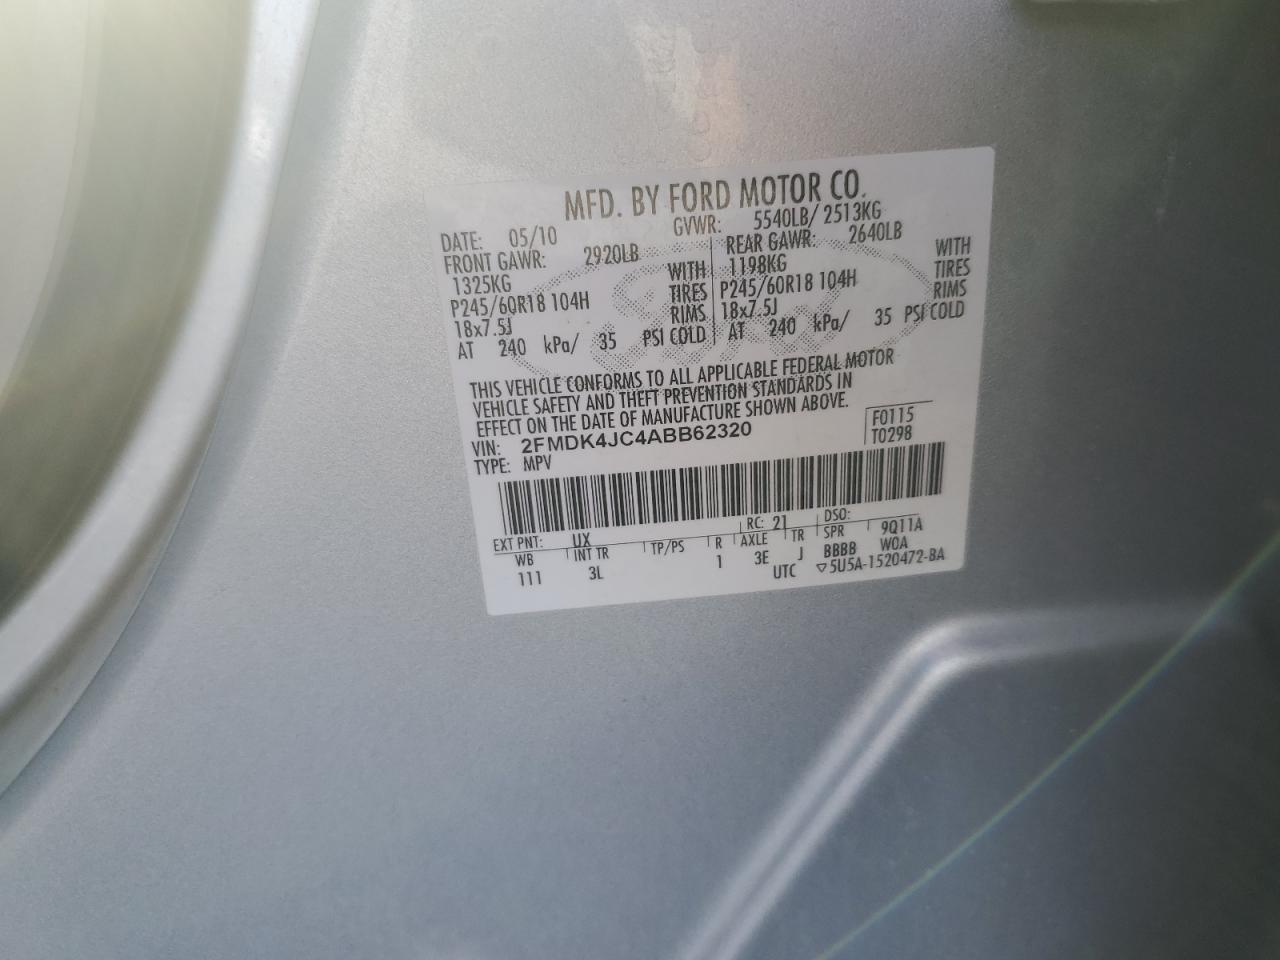 MFD. BY FORD MOTOR CO.
DATE: 05/10 GVWR: 5540LB/ 2513KG
FRONT GAWR: 2920LB REAR GAWR: 2640LB
1325KG WITH 1198KG WITH
P245/60R18 104H TIRES P245/60R18 104H TIRES
18x7.5J RIMS 18x7.5J RIMS
AT 240 kPa/ 35 PSI COLD AT 240 kPa/ 35 PSI COLD
THIS VEHICLE CONFORMS TO ALL APPLICABLE FEDERAL MOTOR
VEHICLE SAFETY AND THEFT PREVENTION STANDARDS IN
EFFECT ON THE DATE OF MANUFACTURE SHOWN ABOVE.
VIN: 2FMDK4JC4ABB62320 F0115
TYPE: MPV T0298
EXT PNT: UX RC: 21 DSO:
WB INT TR TP/PS R AXLE TR SPR 9Q11A
111 3L 1 3E J BBBB WOA
UTC ▽5U5A-1520472-BA